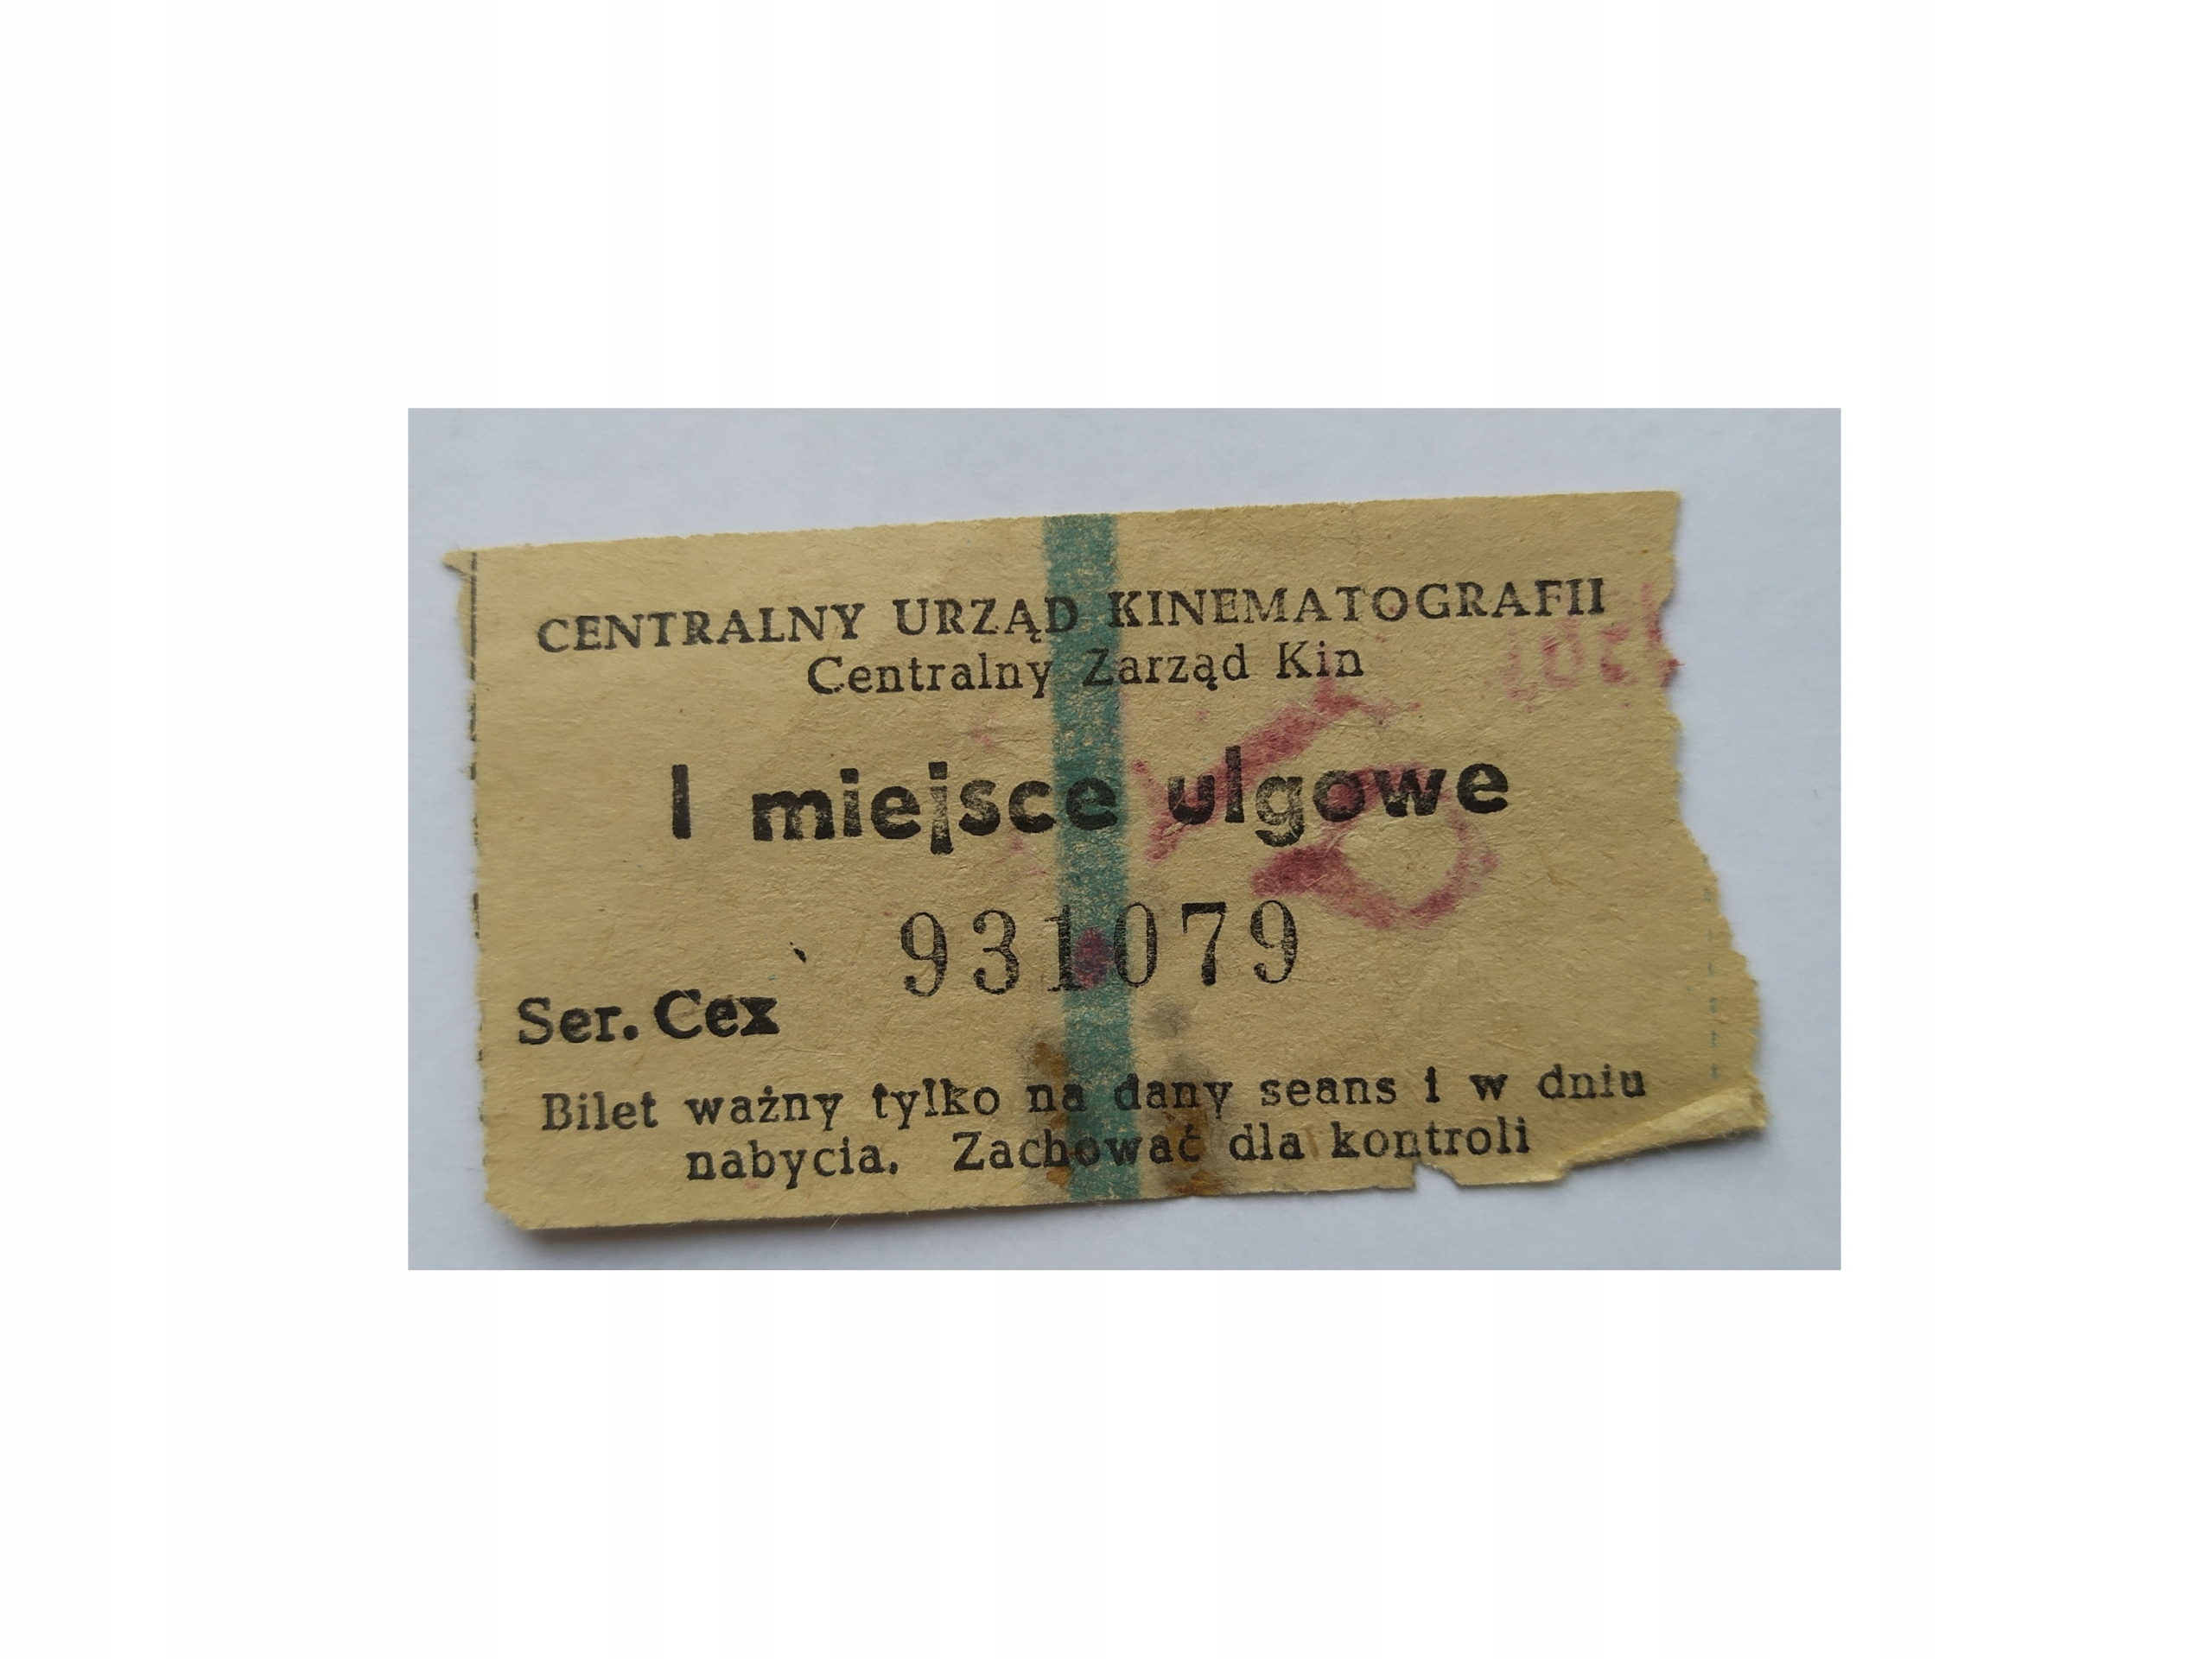 CENTRALNY URZĄD KINEMATOGRAFII
Centralny Zarząd Kin
I miejsce ulgowe
931079
Ser. Cex
Bilet ważny tylko na dany seans i w dniu
nabycia. Zachować dla kontroli